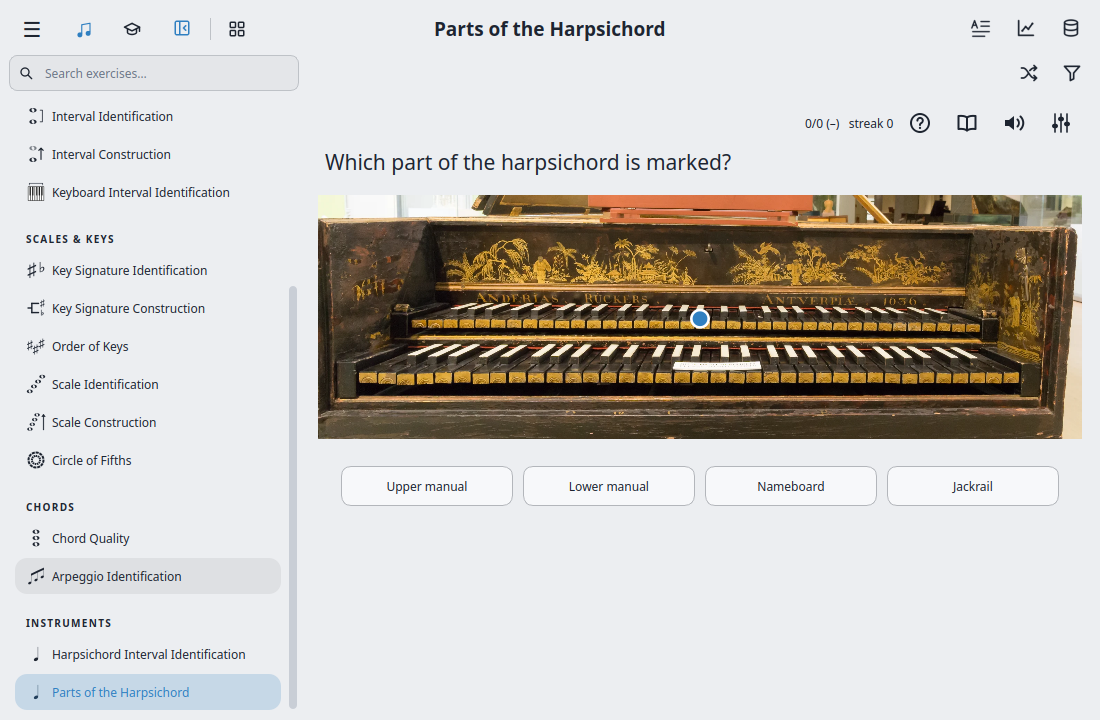 Parts of the Harpsichord
Search exercises...
Interval Identification
Interval Construction
Keyboard Interval Identification
SCALES & KEYS
Key Signature Identification
Key Signature Construction
Order of Keys
Scale Identification
Scale Construction
Circle of Fifths
CHORDS
Chord Quality
Arpeggio Identification
INSTRUMENTS
Harpsichord Interval Identification
Parts of the Harpsichord
0/0 (–) streak 0
Which part of the harpsichord is marked?
ANDREAS RUCKERS ANTVERPIÆ 1636
Upper manual
Lower manual
Nameboard
Jackrail